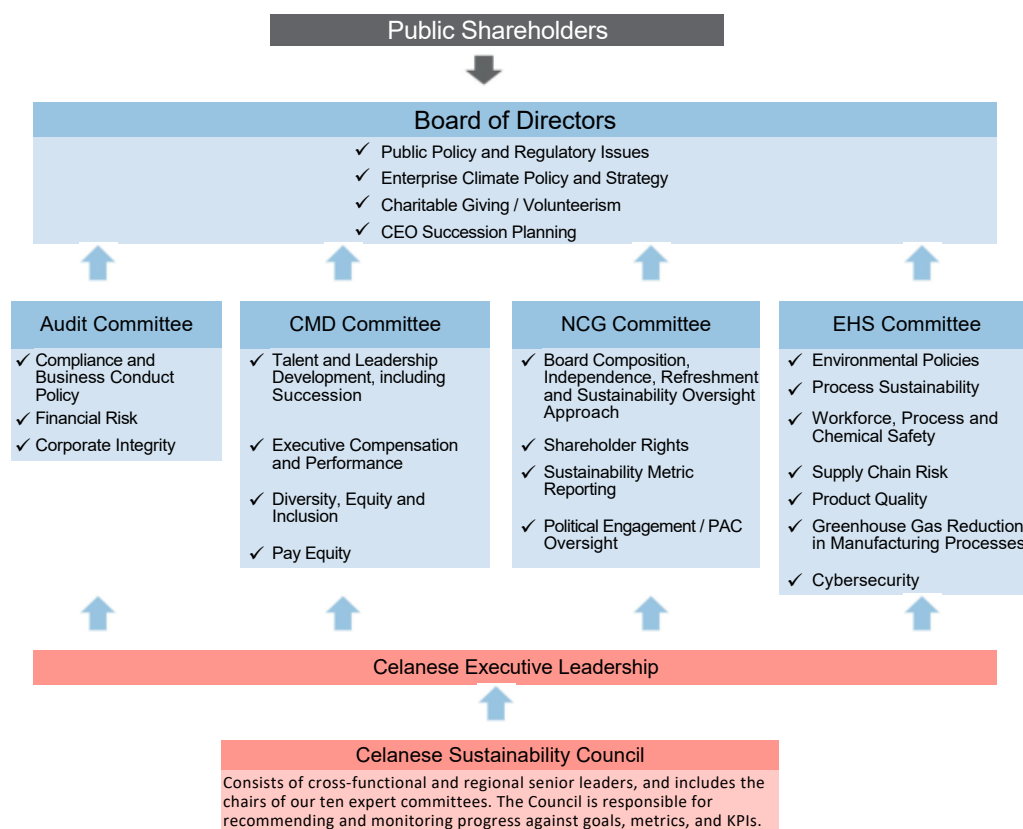 Public Shareholders
Board of Directors
✓ Public Policy and Regulatory Issues
✓ Enterprise Climate Policy and Strategy
✓ Charitable Giving / Volunteerism
✓ CEO Succession Planning
Audit Committee
✓ Compliance and
Business Conduct
Policy
✓ Financial Risk
✓ Corporate Integrity
CMD Committee
✓ Talent and Leadership
Development, including
Succession
✓ Executive Compensation
and Performance
✓ Diversity, Equity and
Inclusion
✓ Pay Equity
NCG Committee
✓ Board Composition,
Independence, Refreshment
and Sustainability Oversight
Approach
✓ Shareholder Rights
✓ Sustainability Metric
Reporting
✓ Political Engagement / PAC
Oversight
EHS Committee
✓ Environmental Policies
✓ Process Sustainability
✓ Workforce, Process and
Chemical Safety
✓ Supply Chain Risk
✓ Product Quality
✓ Greenhouse Gas Reduction
in Manufacturing Processes
✓ Cybersecurity
Celanese Executive Leadership
Celanese Sustainability Council
Consists of cross-functional and regional senior leaders, and includes the
chairs of our ten expert committees. The Council is responsible for
recommending and monitoring progress against goals, metrics, and KPIs.